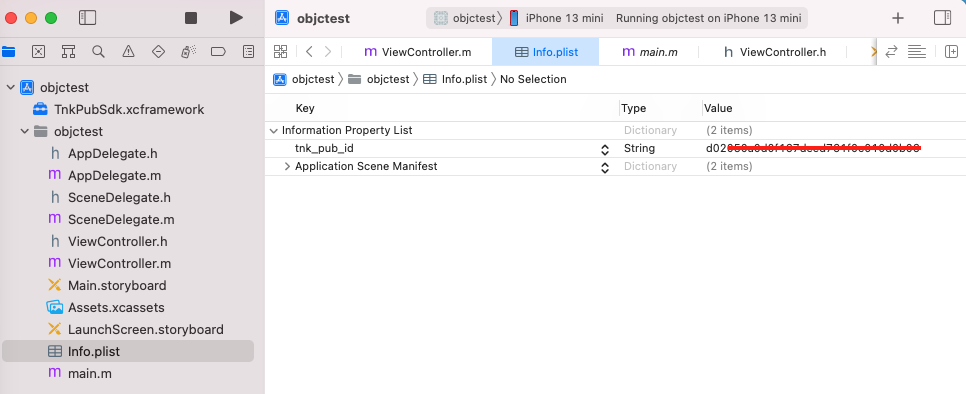 objctest
objctest
iPhone 13 mini
Running objctest on iPhone 13 mini
ViewController.m
Info.plist
main.m
ViewController.h
objctest
objctest
Info.plist
No Selection
Key
Type
Value
Information Property List
Dictionary
(2 items)
tnk_pub_id
String
Application Scene Manifest
Dictionary
(2 items)
objctest
TnkPubSdk.xcframework
objctest
h AppDelegate.h
m AppDelegate.m
h SceneDelegate.h
m SceneDelegate.m
h ViewController.h
m ViewController.m
Main.storyboard
Assets.xcassets
LaunchScreen.storyboard
Info.plist
m main.m